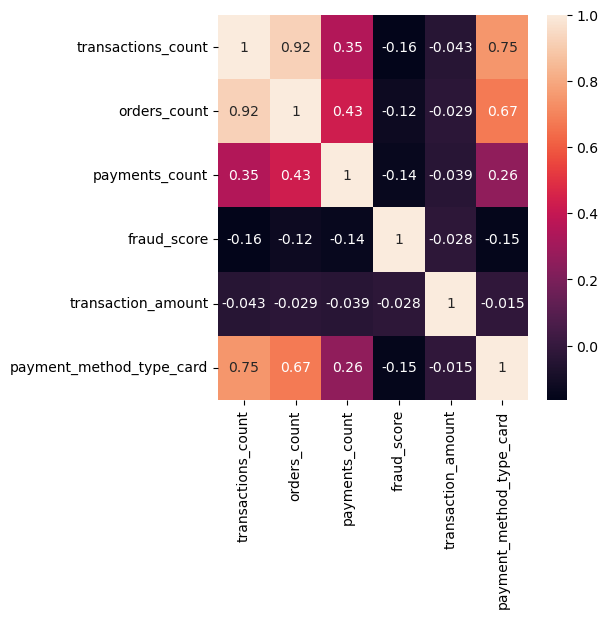 1.0
transactions_count 1 0.92 0.35 -0.16 -0.043 0.75
0.8
orders_count 0.92 1 0.43 -0.12 -0.029 0.67
0.6
payments_count 0.35 0.43 1 -0.14 -0.039 0.26
0.4
fraud_score -0.16 -0.12 -0.14 1 -0.028 -0.15
0.2
transaction_amount -0.043 -0.029 -0.039 -0.028 1 -0.015
0.0
payment_method_type_card 0.75 0.67 0.26 -0.15 -0.015 1
transactions_count
orders_count
payments_count
fraud_score
transaction_amount
payment_method_type_card